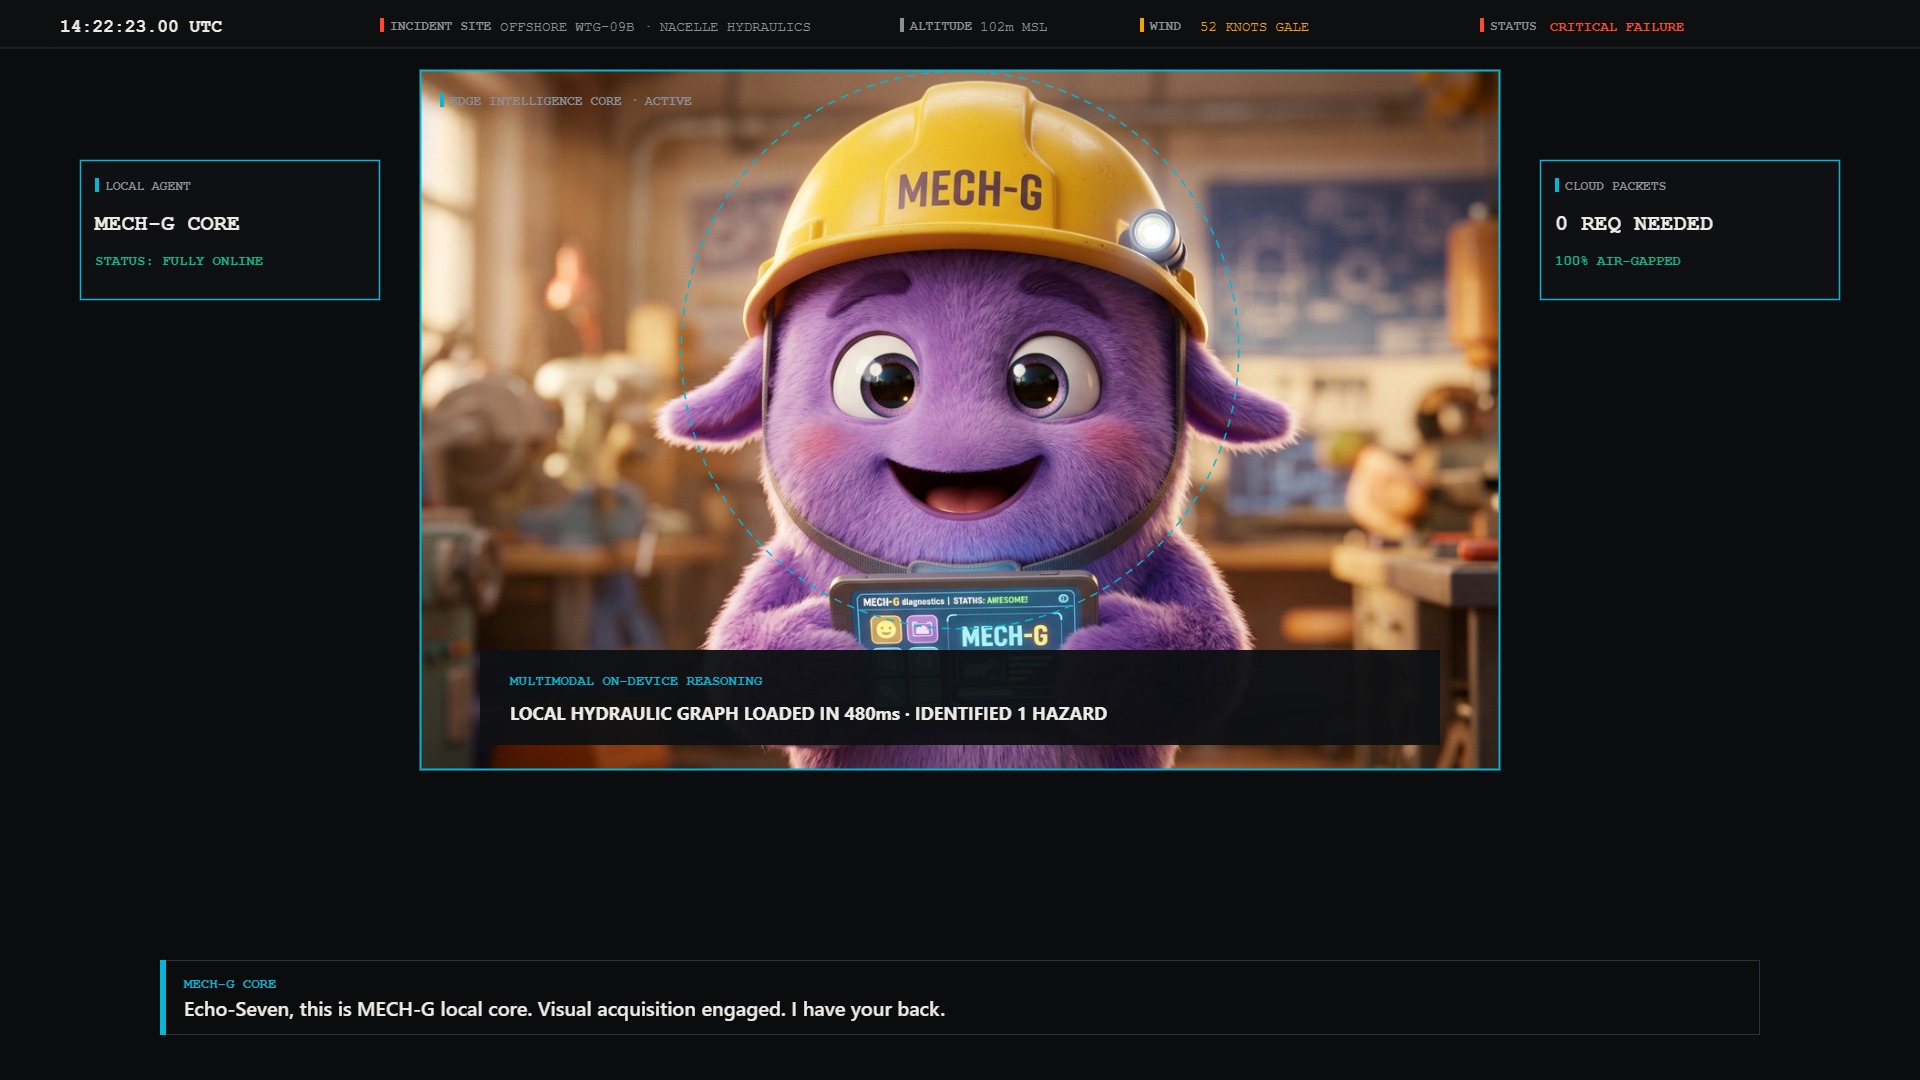 14:22:23.00 UTC
INCIDENT SITE OFFSHORE WTG-09B · NACELLE HYDRAULICS
ALTITUDE 102m MSL
WIND 52 KNOTS GALE
STATUS CRITICAL FAILURE
EDGE INTELLIGENCE CORE · ACTIVE
MECH-G
LOCAL AGENT
MECH-G CORE
STATUS: FULLY ONLINE
CLOUD PACKETS
0 REQ NEEDED
100% AIR-GAPPED
MECH-G diagnostics | STATHS: AWESOME!
MECH-G
MULTIMODAL ON-DEVICE REASONING
LOCAL HYDRAULIC GRAPH LOADED IN 480ms · IDENTIFIED 1 HAZARD
MECH-G CORE
Echo-Seven, this is MECH-G local core. Visual acquisition engaged. I have your back.